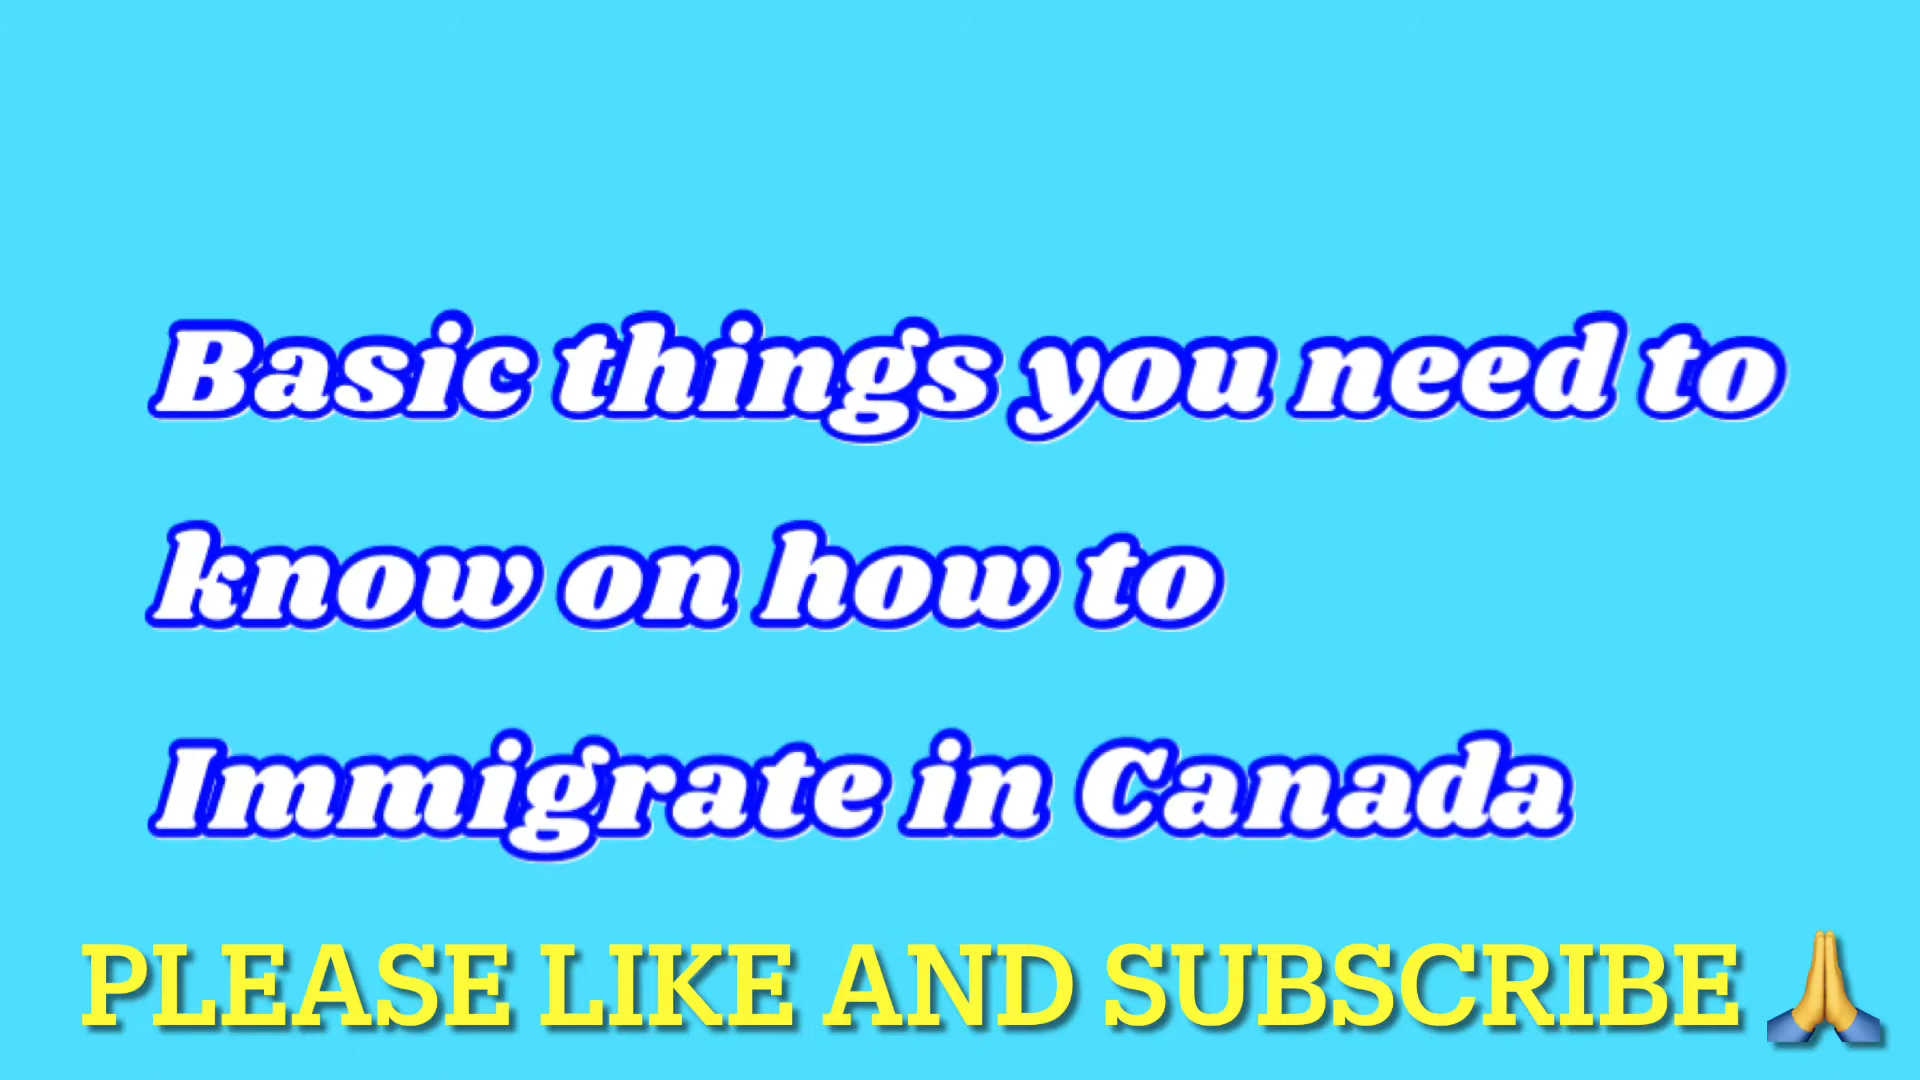 Basic things you need to
know on how to
Immigrate in Canada
PLEASE LIKE AND SUBSCRIBE 🙏